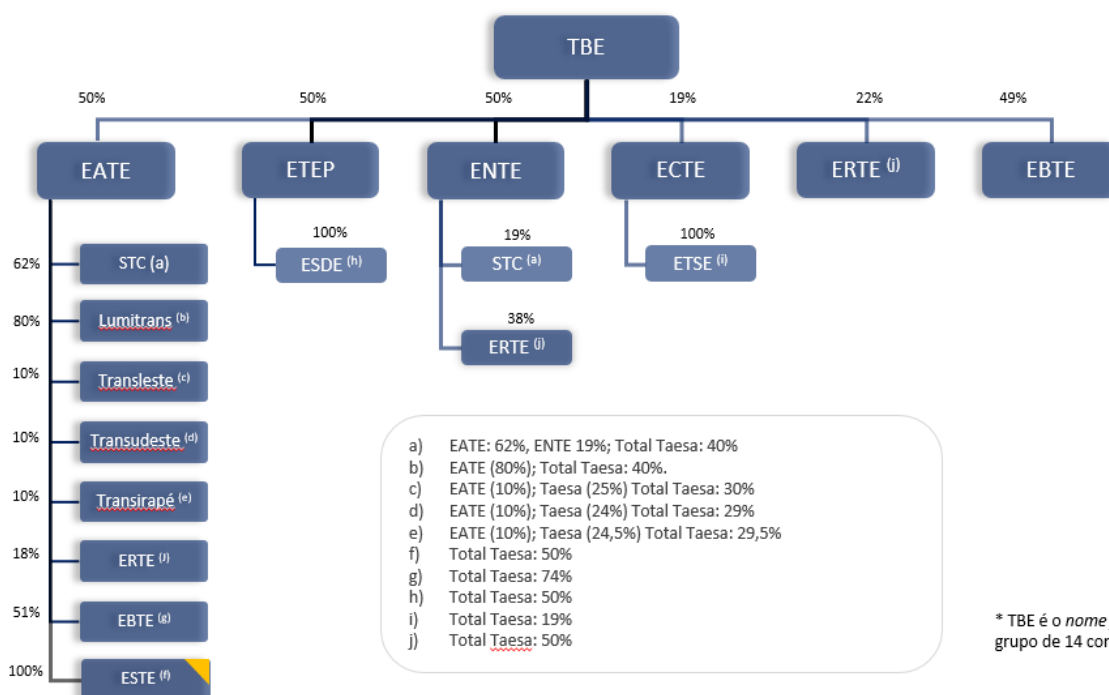 TBE
50% 50% 50% 19% 22% 49%
EATE ETEP ENTE ECTE ERTE (j) EBTE
100% 19% 100%
62% STC (a) ESDE (h) STC (a) ETSE (i)
80% Lumitrans (b)
38%
ERTE (j)
10% Transleste (c)
10% Transudeste (d)
10% Transirapé (e)
18% ERTE (J)
51% EBTE (g)
100% ESTE (f)
a) EATE: 62%, ENTE 19%; Total Taesa: 40%
b) EATE (80%); Total Taesa: 40%.
c) EATE (10%); Taesa (25%) Total Taesa: 30%
d) EATE (10%); Taesa (24%) Total Taesa: 29%
e) EATE (10%); Taesa (24,5%) Total Taesa: 29,5%
f) Total Taesa: 50%
g) Total Taesa: 74%
h) Total Taesa: 50%
i) Total Taesa: 19%
j) Total Taesa: 50%
* TBE é o nome
grupo de 14 con